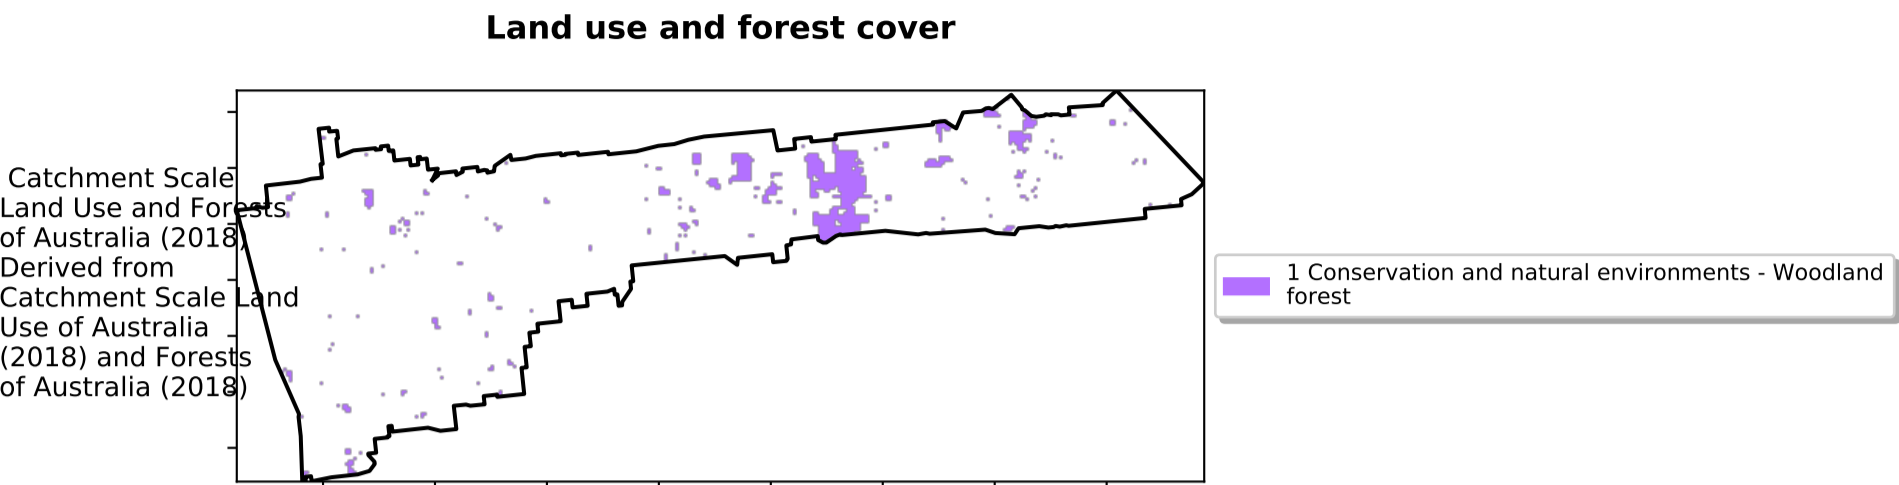 Land use and forest cover
Catchment Scale
Land Use and Forests
of Australia (2018)
Derived from
Catchment Scale Land
Use of Australia
(2018) and Forests
of Australia (2018)
1 Conservation and natural environments - Woodland
forest